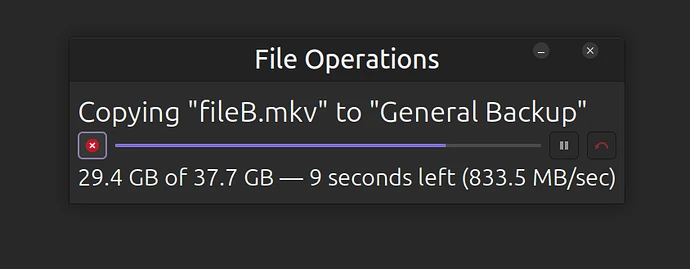 File Operations
Copying "fileB.mkv" to "General Backup"
29.4 GB of 37.7 GB — 9 seconds left (833.5 MB/sec)